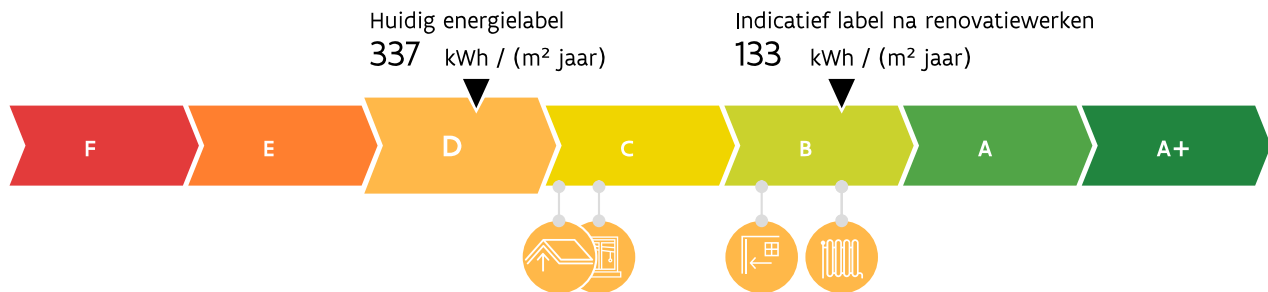 Huidig energielabel
337 kWh / (m² jaar)
Indicatief label na renovatiewerken
133 kWh / (m² jaar)
F E D C B A A+